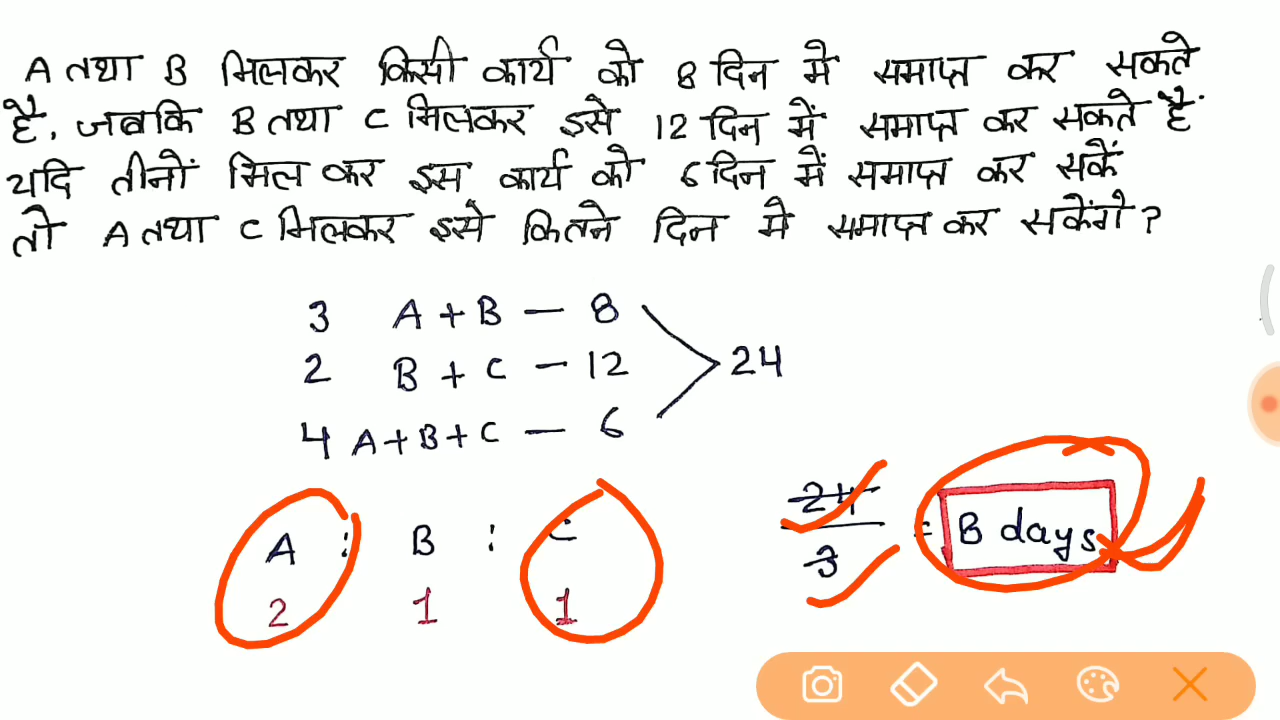 A तथा B मिलकर किसी कार्य को 8 दिन में समाप्त कर सकते
है, जबकि B तथा C मिलकर इसे 12 दिन में समाप्त कर सकते हैं
यदि तीनों मिल कर इस कार्य को 6 दिन में समाप्त कर सकें
तो A तथा C मिलकर इसे कितने दिन मे समाप्त कर सकेंगे?
3 A + B — 8
2 B + C — 12
24
4 A + B + C — 6
A : B : C
2 1 1
24
3
= 8 days